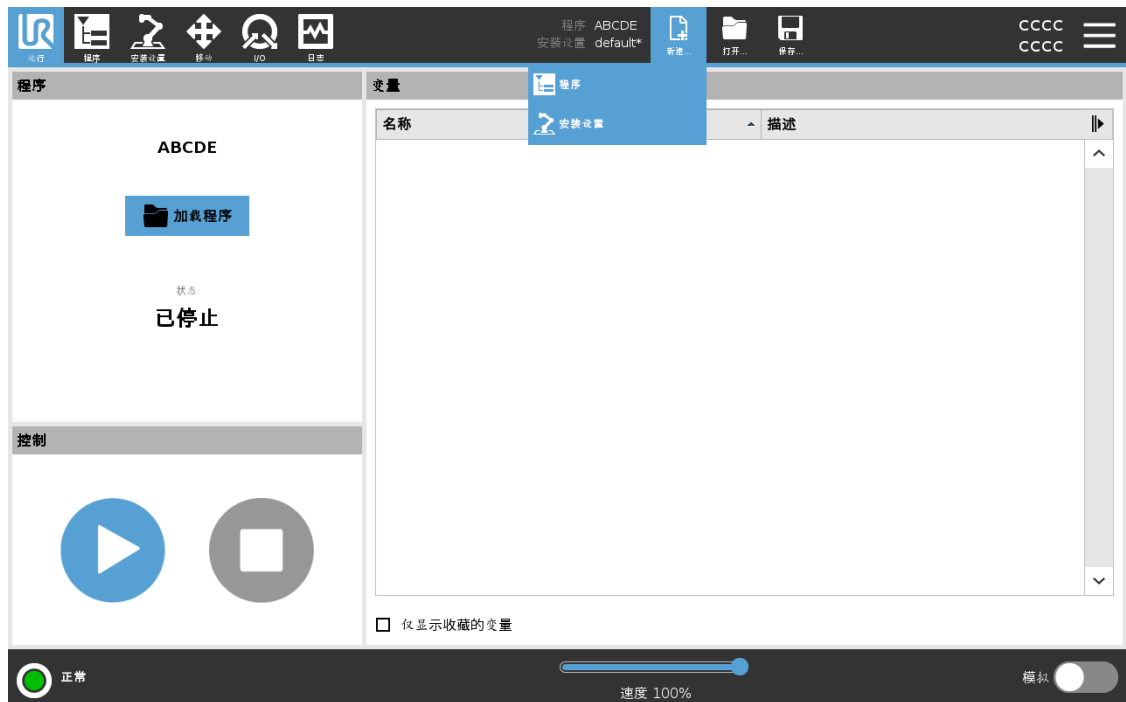 运行
程序
安装设置
移动
I/O
日志
程序 ABCDE
安装设置 default*
新建...
打开...
保存...
CCCC
CCCC
程序
安装设置
程序
ABCDE
加载程序
状态
已停止
控制
变量
名称
描述
仅显示收藏的变量
正常
速度 100%
模拟